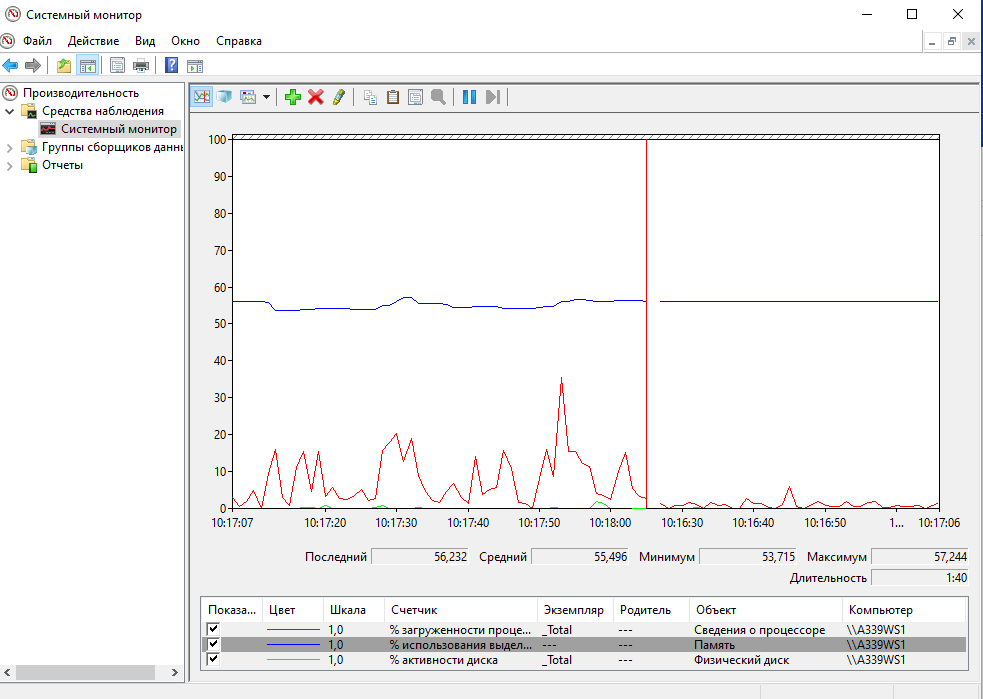 Системный монитор
Файл Действие Вид Окно Справка
Производительность
Средства наблюдения
Системный монитор
Группы сборщиков даннь
Отчеты
100
90
80
70
60
50
40
30
20
10
0
10:17:07 10:17:20 10:17:30 10:17:40 10:17:50 10:18:00 10:16:30 10:16:40 10:16:50 1... 10:17:06
Последний 56,232 Средний 55,496 Минимум 53,715 Максимум 57,244
Длительность 1:40
Показа... Цвет Шкала Счетчик Экземпляр Родитель Объект Компьютер
1,0 % загруженности проце... _Total --- Сведения о процессоре \\A339WS1
1,0 % использования выдел... --- --- Память \\A339WS1
1,0 % активности диска _Total --- Физический диск \\A339WS1